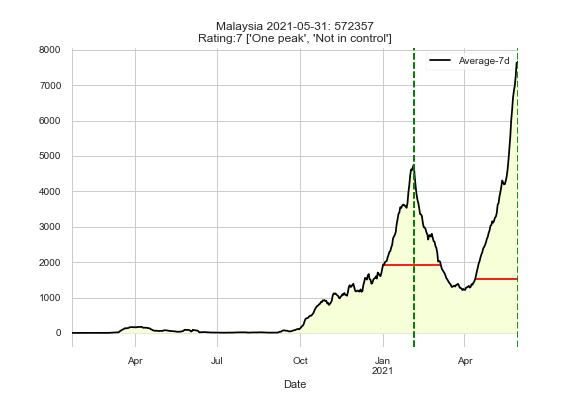 Malaysia 2021-05-31: 572357
Rating:7 ['One peak', 'Not in control']
Average-7d
8000
7000
6000
5000
4000
3000
2000
1000
0
Apr
Jul
Oct
Jan
2021
Apr
Date